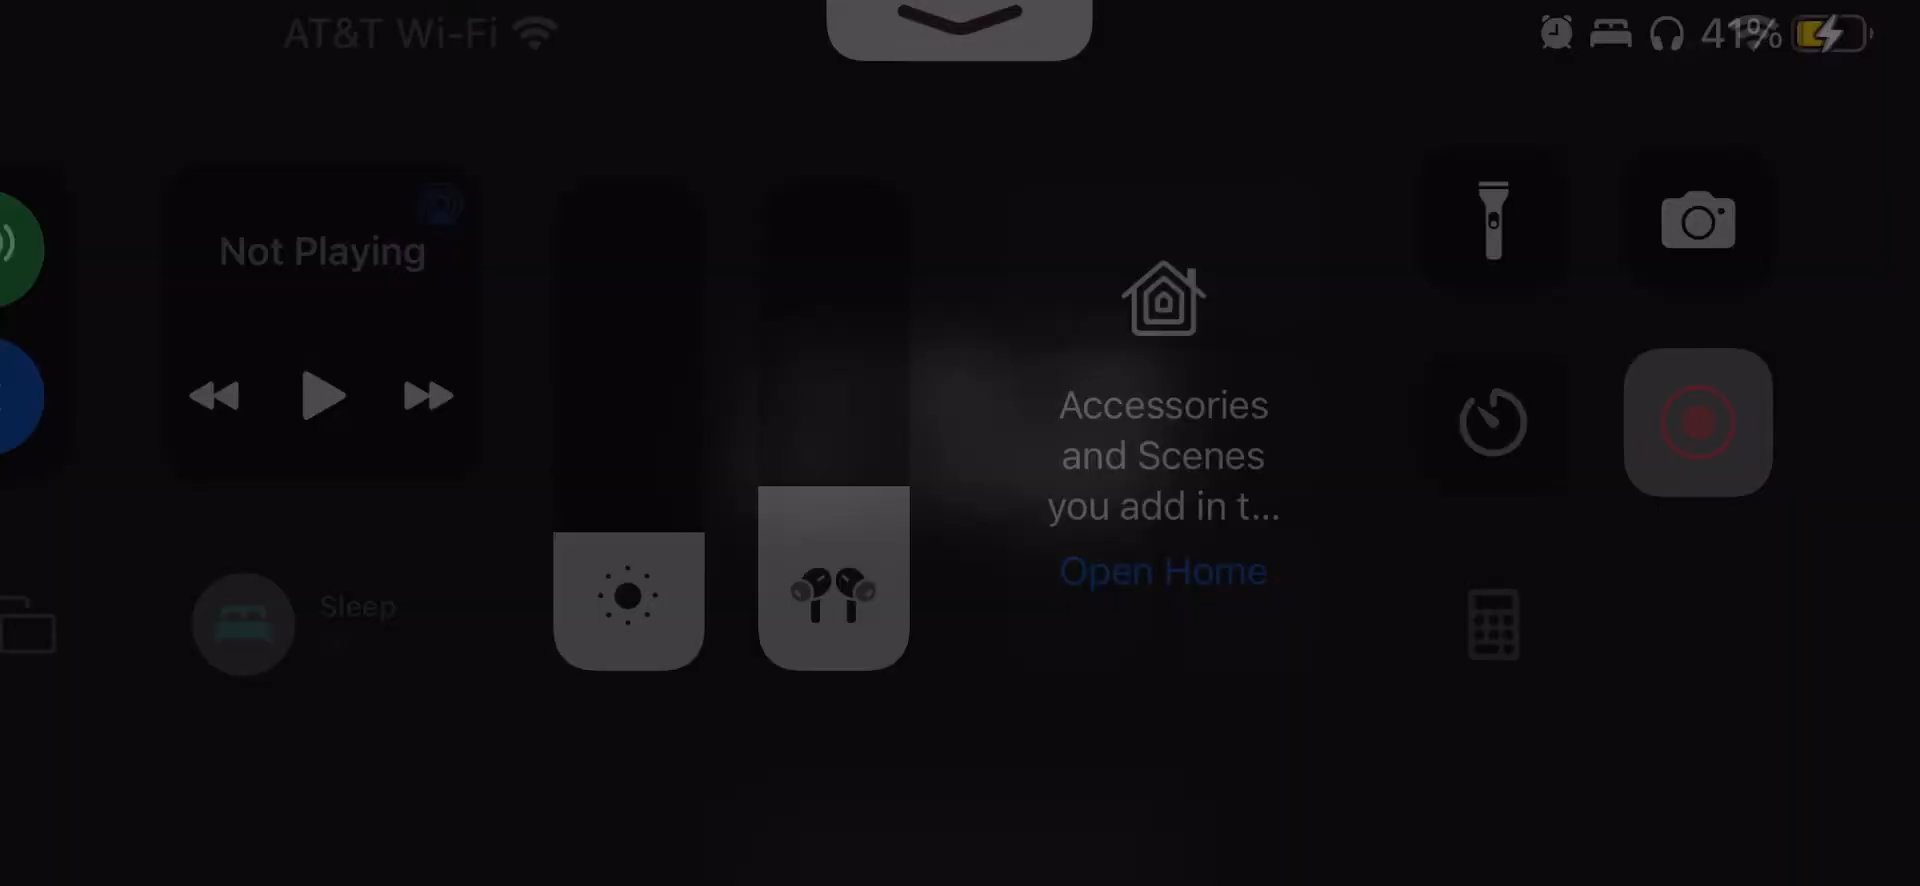 AT&T Wi-Fi
41%
Not Playing
Accessories
and Scenes
you add in t...
Open Home
Sleep